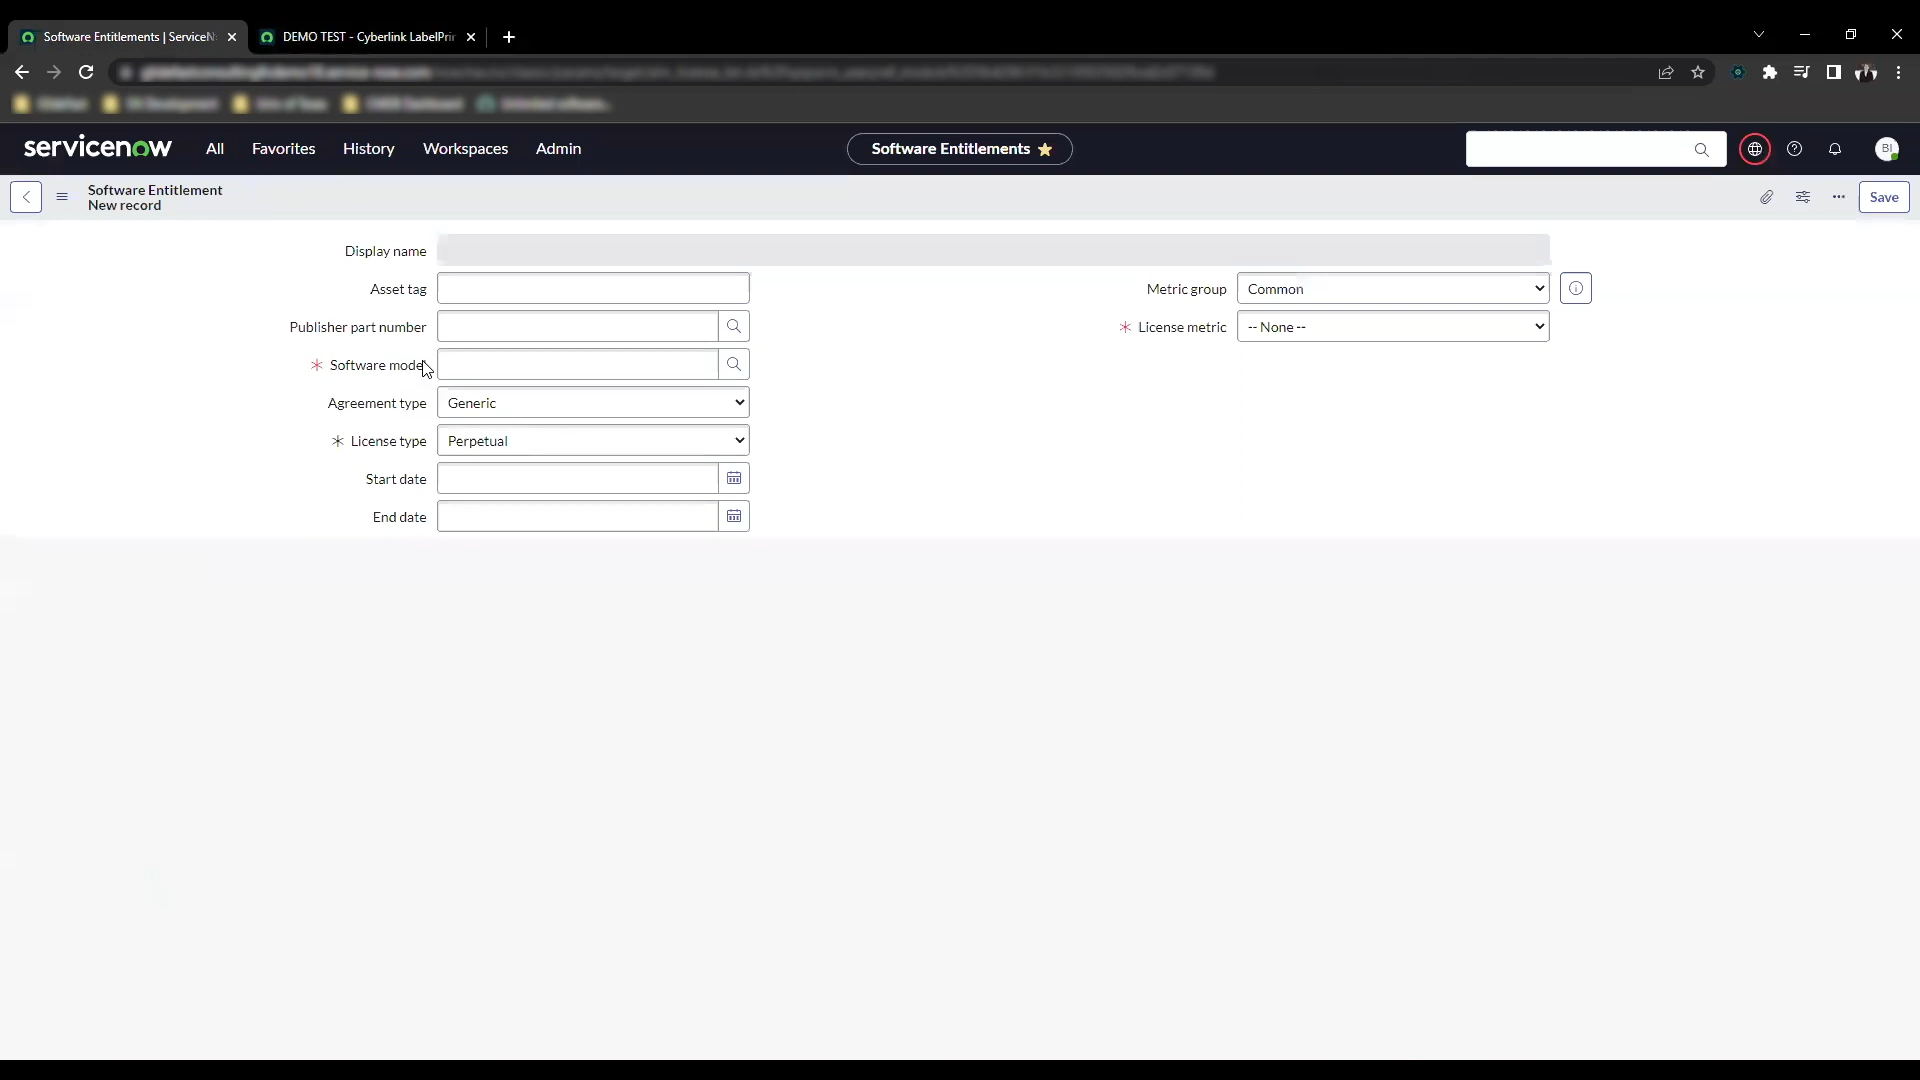 Software Entitlements | ServiceN
DEMO TEST - Cyberlink LabelPrin
servicenow
All
Favorites
History
Workspaces
Admin
Software Entitlements
BI
Software Entitlement
New record
Save
Display name
Asset tag
Metric group
Common
Publisher part number
License metric
-- None --
Software model
Agreement type
Generic
License type
Perpetual
Start date
End date